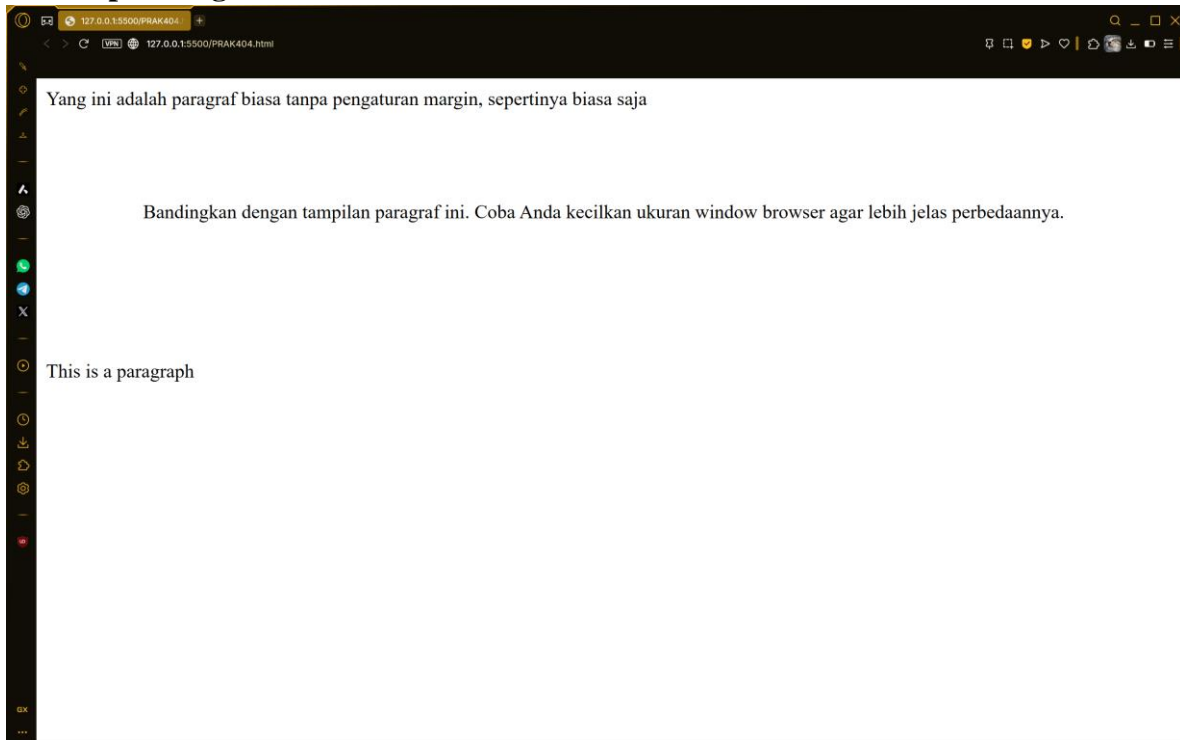 127.0.0.1:5500/PRAK404.
VPN 127.0.0.1:5500/PRAK404.html
Yang ini adalah paragraf biasa tanpa pengaturan margin, sepertinya biasa saja
Bandingkan dengan tampilan paragraf ini. Coba Anda kecilkan ukuran window browser agar lebih jelas perbedaannya.
This is a paragraph
GX